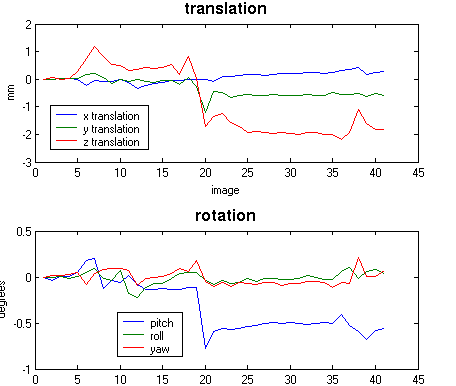 translation
2
1
0
-1
-2
-3
mm
x translation
y translation
z translation
0 5 10 15 20 25 30 35 40 45
image
rotation
0.5
0
-0.5
-1
degrees
pitch
roll
yaw
0 5 10 15 20 25 30 35 40 45